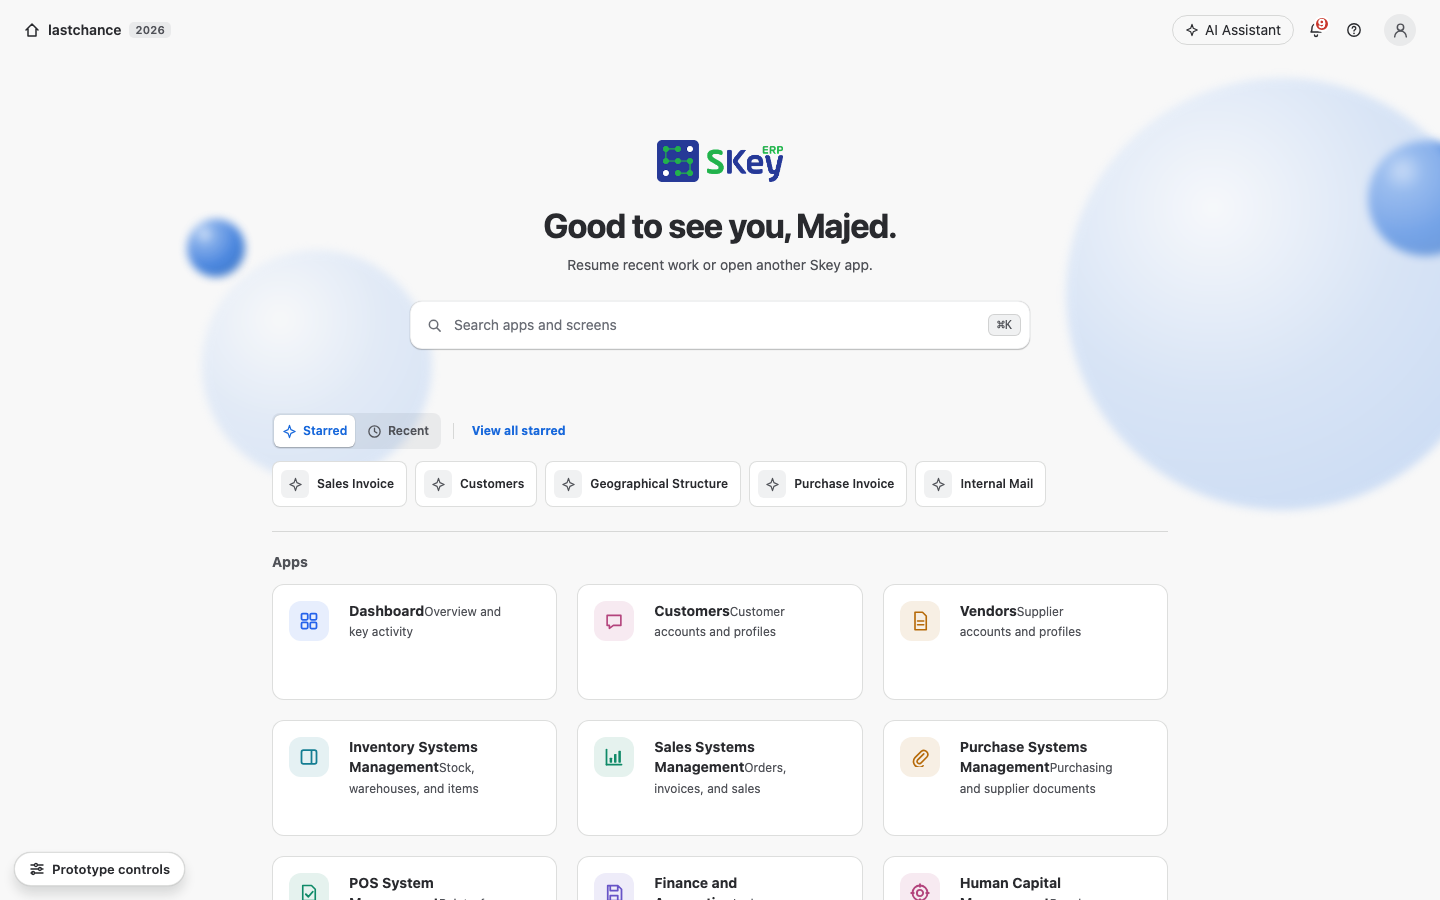 lastchance 2026
AI Assistant
9
ERP
SKey
Good to see you, Majed.
Resume recent work or open another Skey app.
Search apps and screens
⌘K
Starred
Recent
View all starred
Sales Invoice
Customers
Geographical Structure
Purchase Invoice
Internal Mail
Apps
DashboardOverview and
key activity
CustomersCustomer
accounts and profiles
VendorsSupplier
accounts and profiles
Inventory Systems
ManagementStock,
warehouses, and items
Sales Systems
ManagementOrders,
invoices, and sales
Purchase Systems
ManagementPurchasing
and supplier documents
POS System
Finance and
Human Capital
Prototype controls